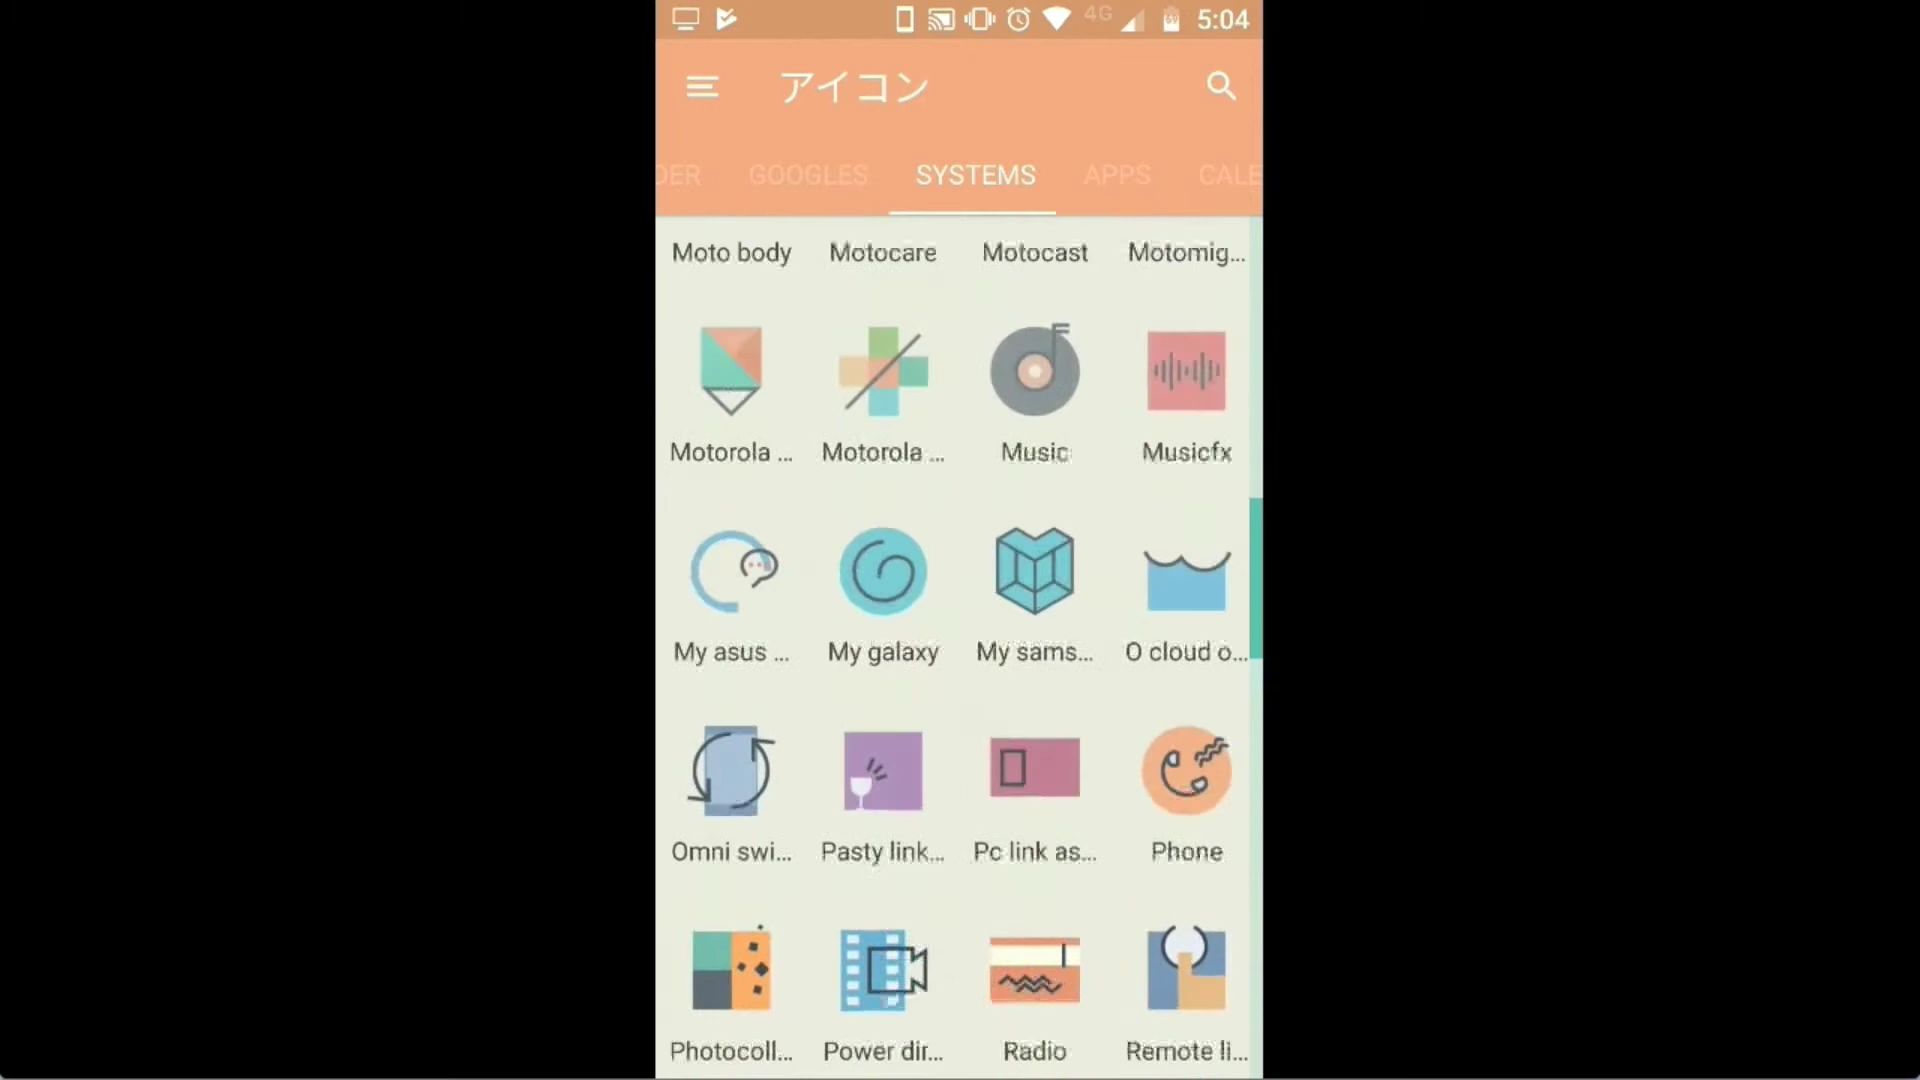 4G 5:04
アイコン
DER GOOGLES SYSTEMS APPS CALE
Moto body Motocare Motocast Motomig...
Motorola ... Motorola ... Music Musicfx
My asus ... My galaxy My sams... O cloud o...
Omni swi... Pasty link... Pc link as... Phone
Photocoll... Power dir... Radio Remote li...